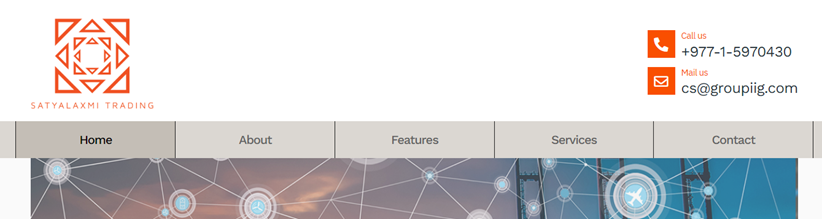 SATYALAXMI TRADING
Call us
+977-1-5970430
Mail us
cs@groupiig.com
Home About Features Services Contact